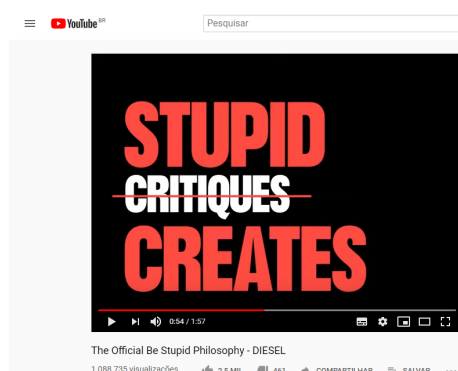 YouTube BR
Pesquisar
STUPID
CRITIQUES
CREATES
0:54 / 1:57
The Official Be Stupid Philosophy - DIESEL
1.088.735 visualizações 2,5 MIL 461 COMPARTILHAR SALVAR